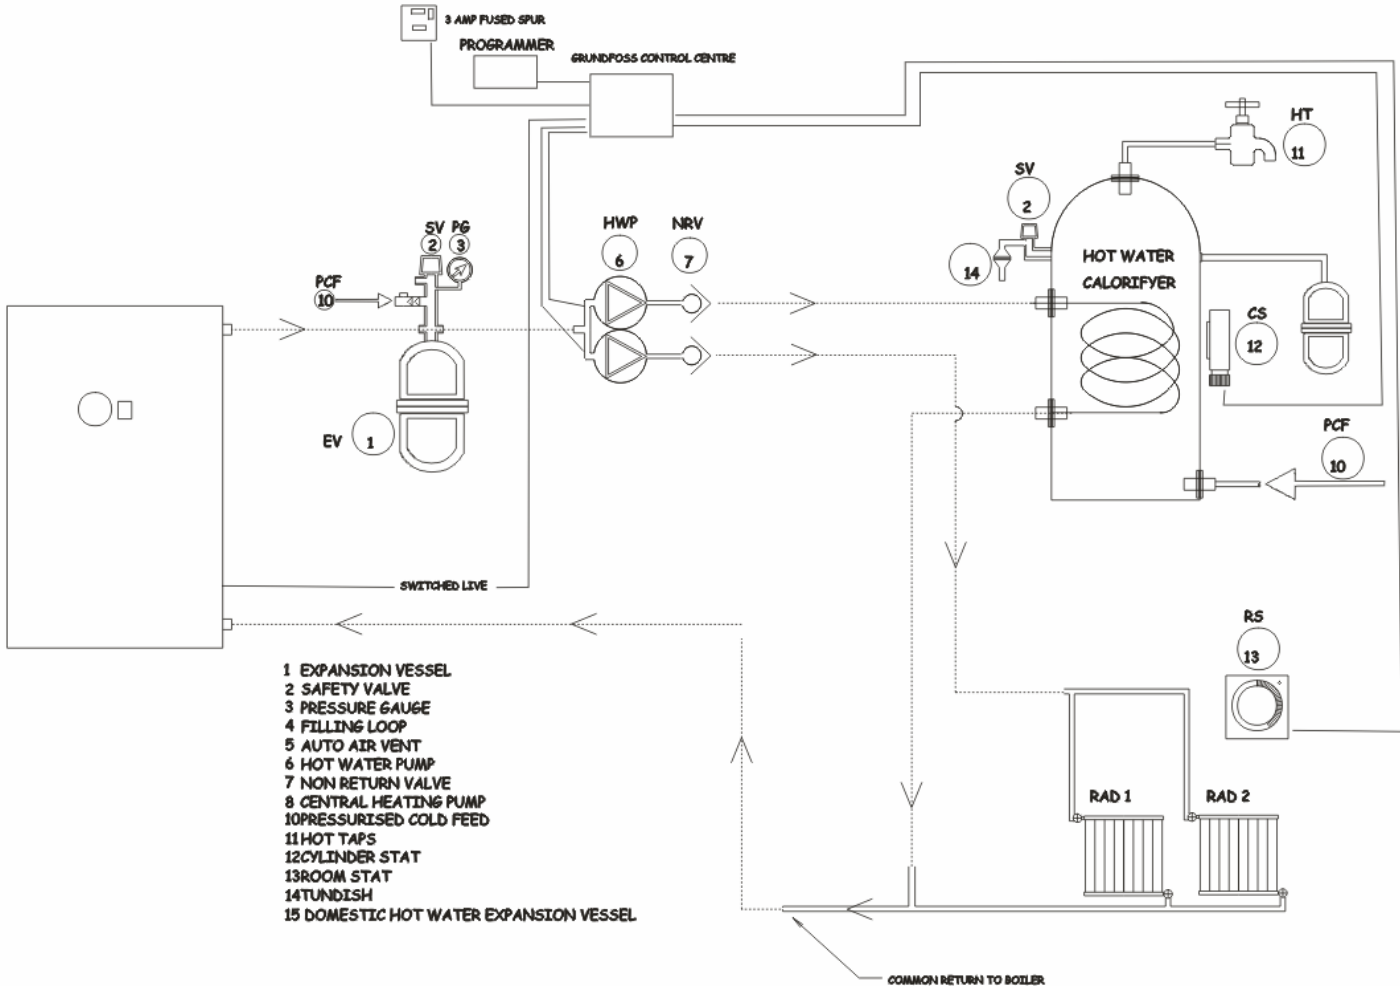 3 AMP FUSED SPUR
PROGRAMMER
GRUNDFOSS CONTROL CENTRE
HT
11
SV
2
14
HOT WATER
CALORIFYER
CS
12
PCF
10
HWP
6
NRV
7
SV PG
2 3
PCF
10
EV 1
SWITCHED LIVE
RS
13
RAD 1
RAD 2
1 EXPANSION VESSEL
2 SAFETY VALVE
3 PRESSURE GAUGE
4 FILLING LOOP
5 AUTO AIR VENT
6 HOT WATER PUMP
7 NON RETURN VALVE
8 CENTRAL HEATING PUMP
10PRESSURISED COLD FEED
11HOT TAPS
12CYLINDER STAT
13ROOM STAT
14TUNDISH
15 DOMESTIC HOT WATER EXPANSION VESSEL
COMMON RETURN TO BOILER